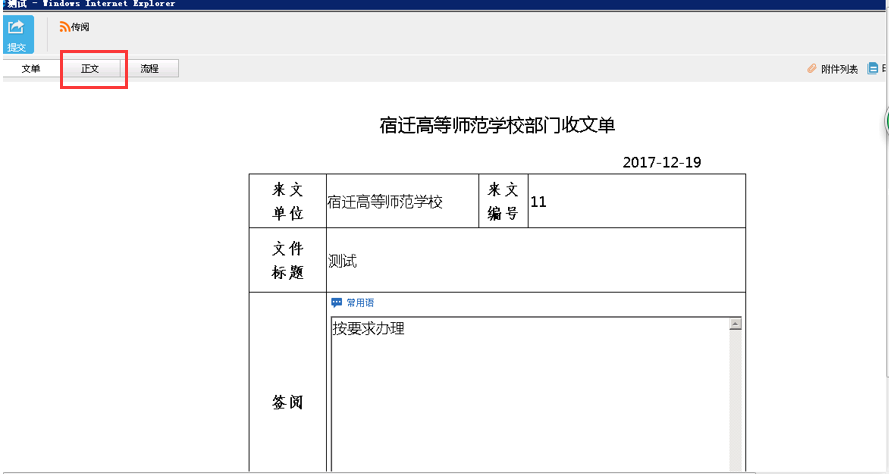 测试 - Windows Internet Explorer
提交
传阅
文单 正文 流程 附件列表
宿迁高等师范学校部门收文单
2017-12-19
来文
单位
宿迁高等师范学校
来文
编号
11
文件
标题
测试
常用语
签阅
按要求办理